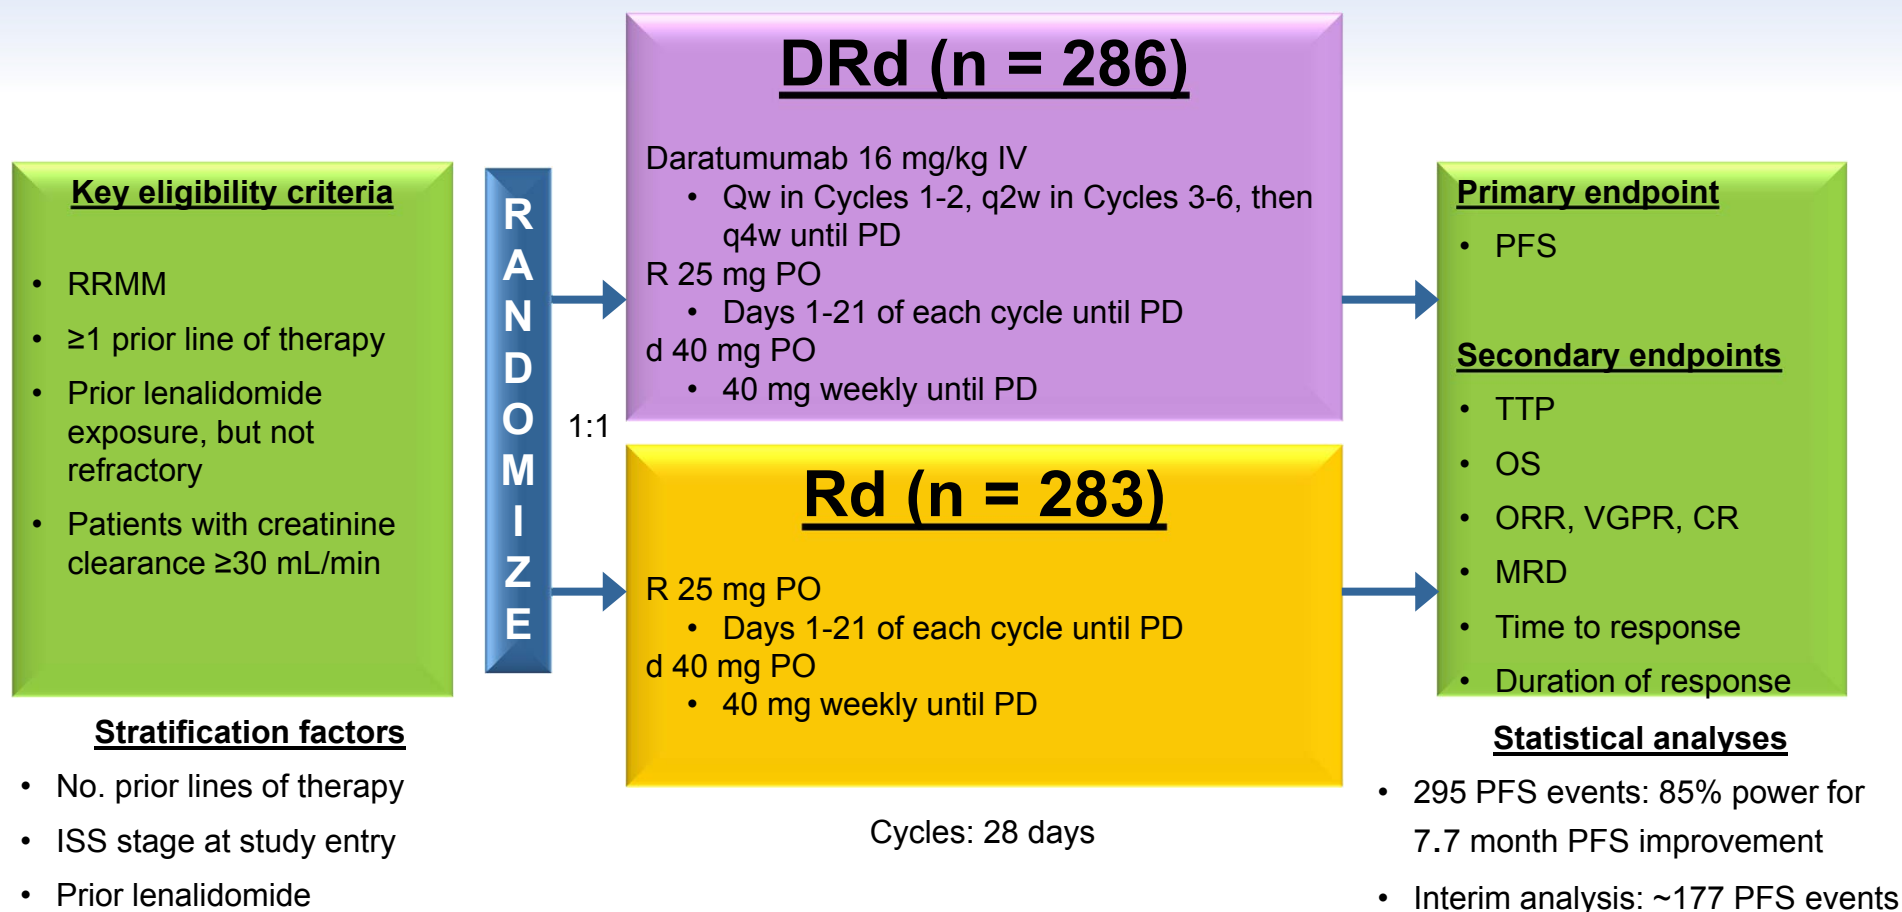 Key eligibility criteria
• RRMM
• ≥1 prior line of therapy
• Prior lenalidomide
exposure, but not
refractory
• Patients with creatinine
clearance ≥30 mL/min
Stratification factors
• No. prior lines of therapy
• ISS stage at study entry
• Prior lenalidomide
R
A
N
D
O
M
I
Z
E
1:1
DRd (n = 286)
Daratumumab 16 mg/kg IV
• Qw in Cycles 1-2, q2w in Cycles 3-6, then
q4w until PD
R 25 mg PO
• Days 1-21 of each cycle until PD
d 40 mg PO
• 40 mg weekly until PD
Rd (n = 283)
R 25 mg PO
• Days 1-21 of each cycle until PD
d 40 mg PO
• 40 mg weekly until PD
Cycles: 28 days
Primary endpoint
• PFS
Secondary endpoints
• TTP
• OS
• ORR, VGPR, CR
• MRD
• Time to response
• Duration of response
Statistical analyses
• 295 PFS events: 85% power for
7.7 month PFS improvement
• Interim analysis: ~177 PFS events